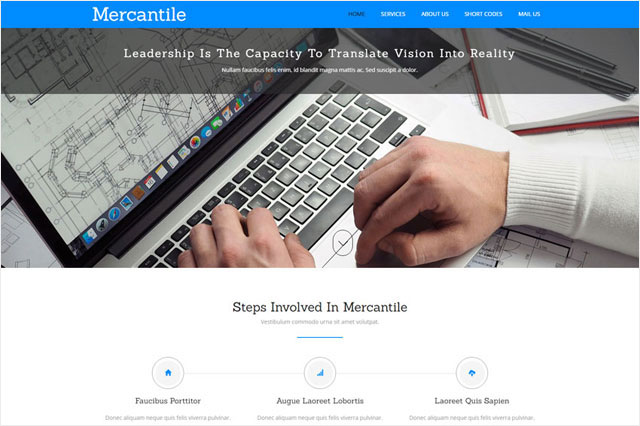 Mercantile
HOME SERVICES ABOUT US SHORT CODES MAIL US
Leadership Is The Capacity To Translate Vision Into Reality
Nullam faucibus felis enim, id blandit magna mattis ac. Sed suscipit a dolor.
Steps Involved In Mercantile
Vestibulum commodo urna sit amet volutpat.
Faucibus Porttitor Augue Laoreet Lobortis Laoreet Quis Sapien
Donec aliquam neque quis felis viverra pulvinar. Donec aliquam neque quis felis viverra pulvinar. Donec aliquam neque quis felis viverra pulvinar.